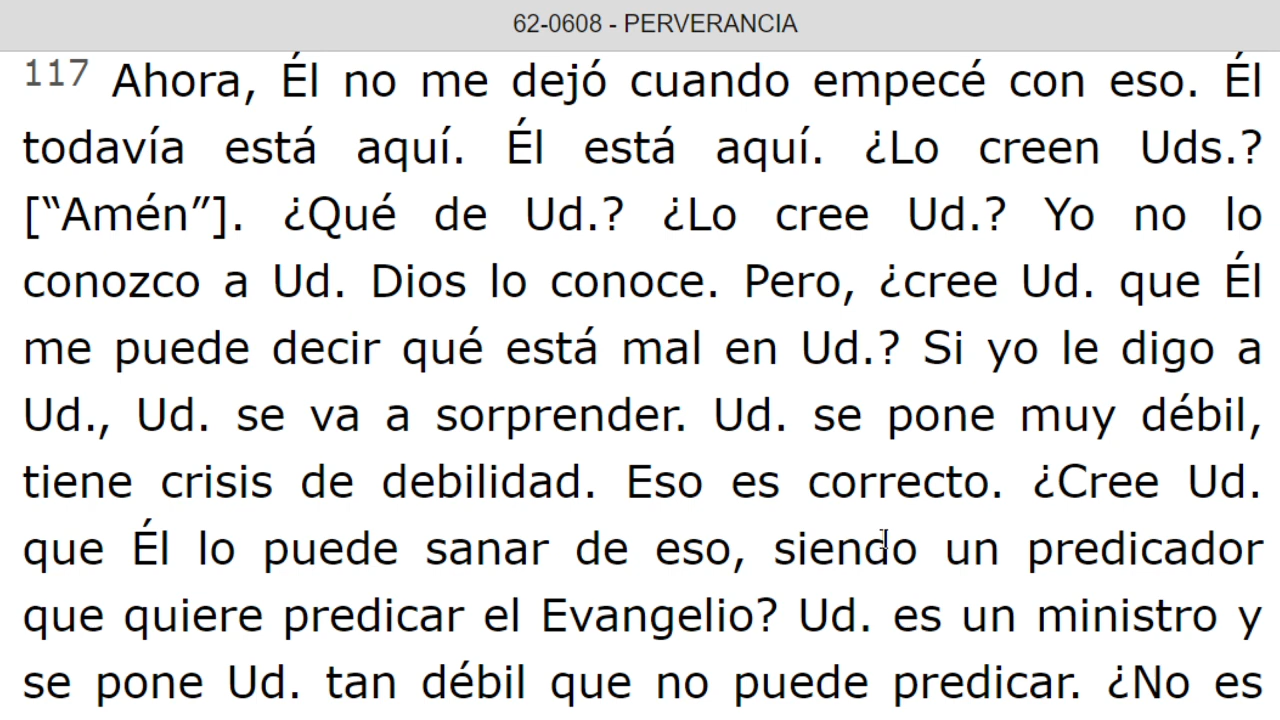 62-0608 - PERVERANCIA
117 Ahora, Él no me dejó cuando empecé con eso. Él
todavía está aquí. Él está aquí. ¿Lo creen Uds.?
[“Amén”]. ¿Qué de Ud.? ¿Lo cree Ud.? Yo no lo
conozco a Ud. Dios lo conoce. Pero, ¿cree Ud. que Él
me puede decir qué está mal en Ud.? Si yo le digo a
Ud., Ud. se va a sorprender. Ud. se pone muy débil,
tiene crisis de debilidad. Eso es correcto. ¿Cree Ud.
que Él lo puede sanar de eso, siendo un predicador
que quiere predicar el Evangelio? Ud. es un ministro y
se pone Ud. tan débil que no puede predicar. ¿No es